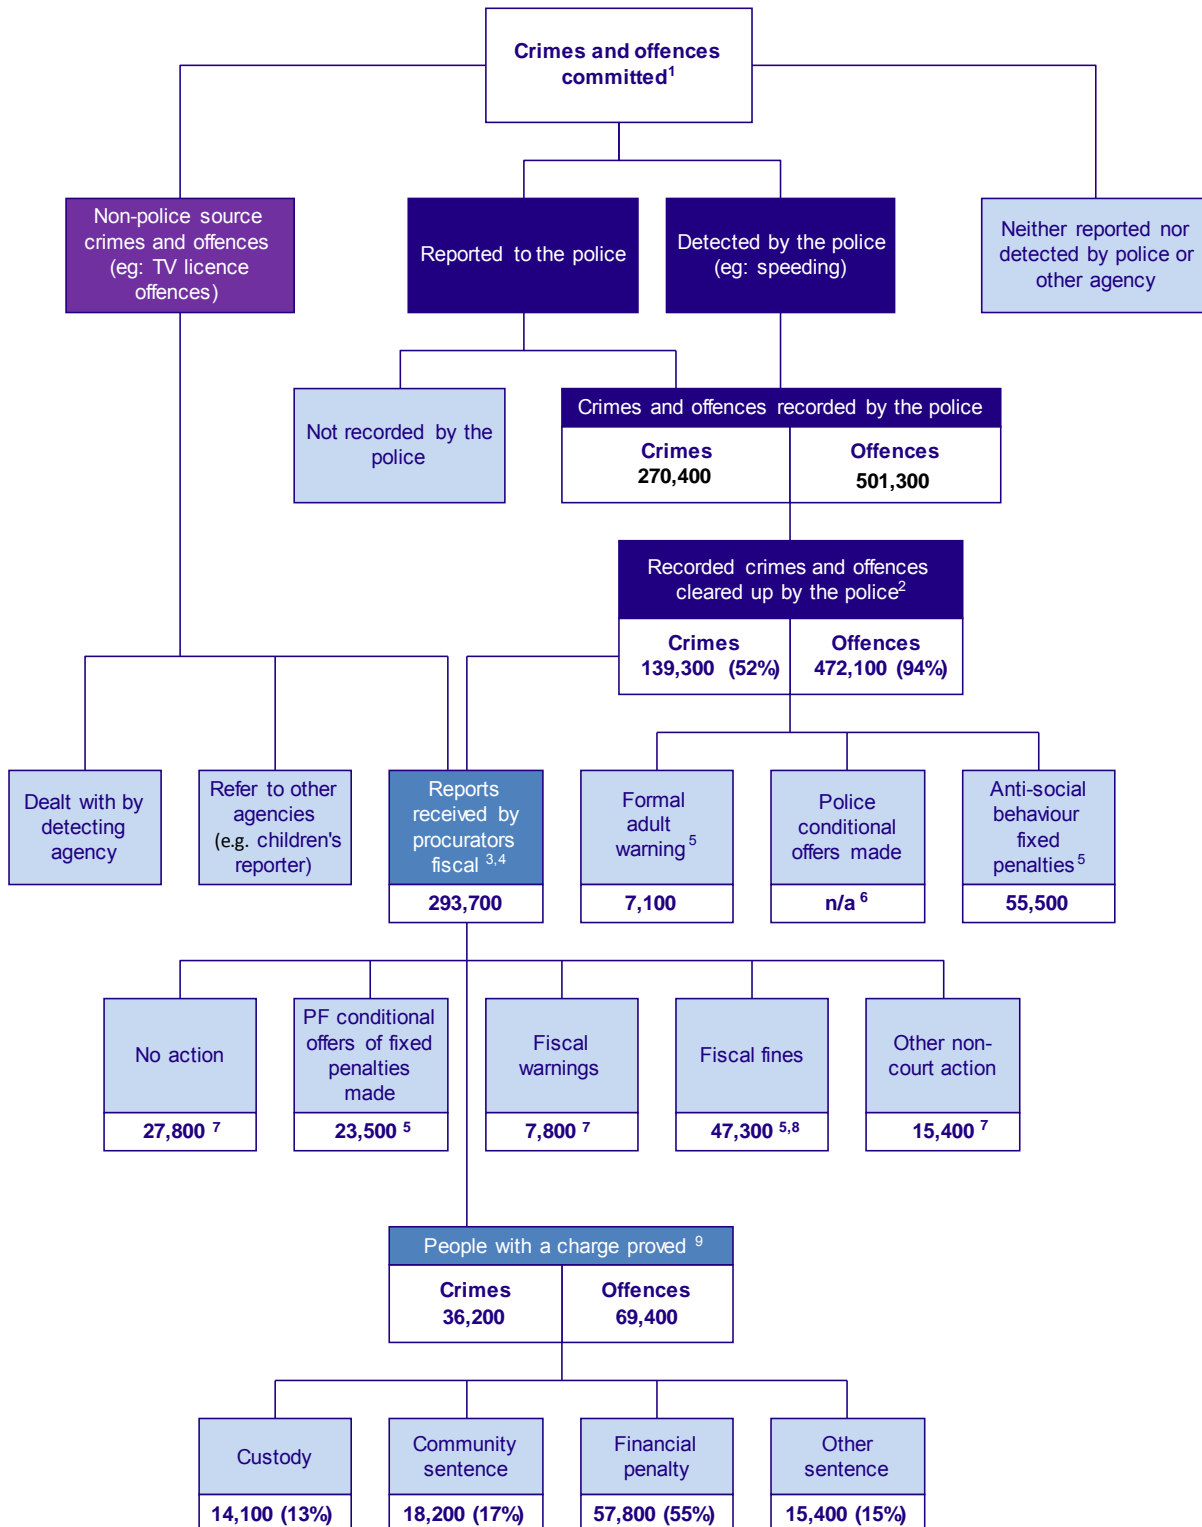 Crimes and offences
committed1
Non-police source
crimes and offences
(eg: TV licence
offences)
Reported to the police
Detected by the police
(eg: speeding)
Neither reported nor
detected by police or
other agency
Not recorded by the
police
Crimes and offences recorded by the police
Crimes
270,400
Offences
501,300
Recorded crimes and offences
cleared up by the police2
Crimes
139,300 (52%)
Offences
472,100 (94%)
Dealt with by
detecting
agency
Refer to other
agencies
(e.g. children's
reporter)
Reports
received by
procurators
fiscal 3,4
293,700
Formal
adult
warning 5
7,100
Police
conditional
offers made
n/a 6
Anti-social
behaviour
fixed
penalties 5
55,500
No action
27,800 7
PF conditional
offers of fixed
penalties
made
23,500 5
Fiscal
warnings
7,800 7
Fiscal fines
47,300 5,8
Other non-
court action
15,400 7
People with a charge proved 9
Crimes
36,200
Offences
69,400
Custody
14,100 (13%)
Community
sentence
18,200 (17%)
Financial
penalty
57,800 (55%)
Other
sentence
15,400 (15%)